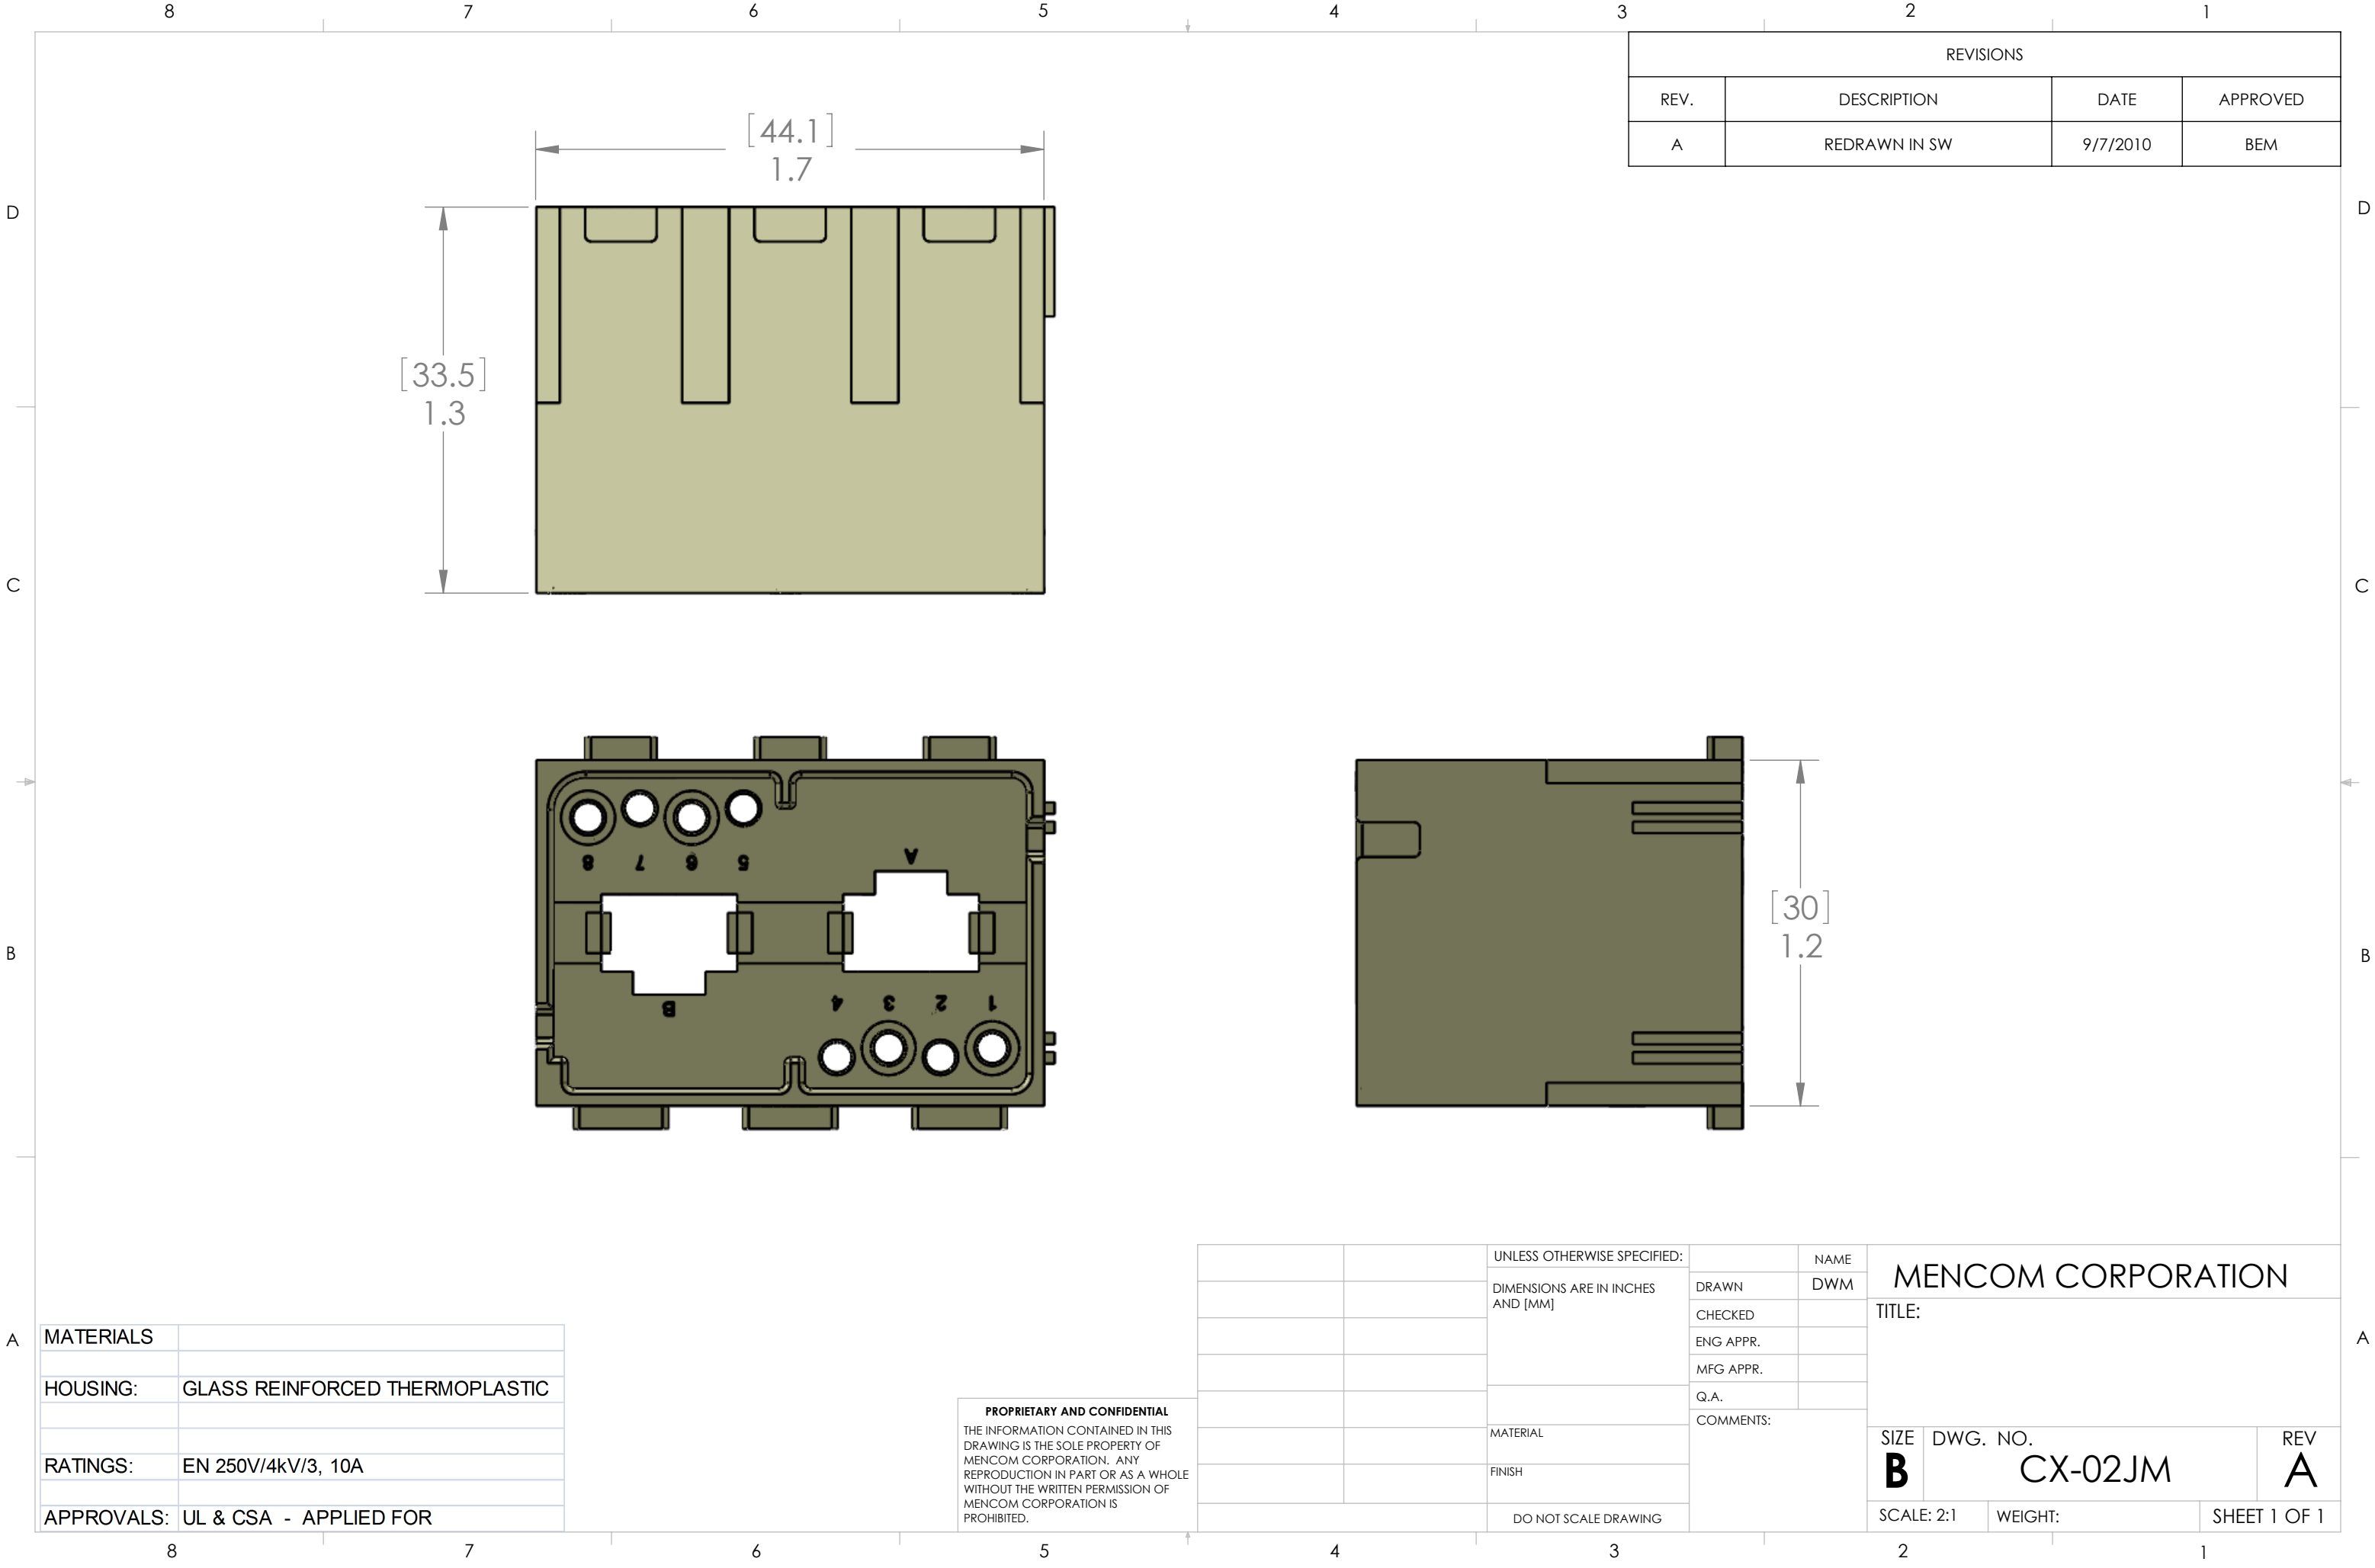 8 7 6 5 4 3 2 1
REVISIONS
REV. DESCRIPTION DATE APPROVED
A REDRAWN IN SW 9/7/2010 BEM
[44.1]
1.7
D D
[33.5]
1.3
C C
8 7 6 5
A
[30]
1.2
B B
B
4 3 2 1
A A
MATERIALS
HOUSING: GLASS REINFORCED THERMOPLASTIC
RATINGS: EN 250V/4kV/3, 10A
APPROVALS: UL & CSA - APPLIED FOR
PROPRIETARY AND CONFIDENTIAL
THE INFORMATION CONTAINED IN THIS
DRAWING IS THE SOLE PROPERTY OF
MENCOM CORPORATION. ANY
REPRODUCTION IN PART OR AS A WHOLE
WITHOUT THE WRITTEN PERMISSION OF
MENCOM CORPORATION IS
PROHIBITED.
UNLESS OTHERWISE SPECIFIED:
DIMENSIONS ARE IN INCHES
AND [MM]
MATERIAL
FINISH
DO NOT SCALE DRAWING
NAME
DRAWN DWM
CHECKED
ENG APPR.
MFG APPR.
Q.A.
COMMENTS:
MENCOM CORPORATION
TITLE:
SIZE DWG. NO. REV
B CX-02JM A
SCALE: 2:1 WEIGHT: SHEET 1 OF 1
8 7 6 5 4 3 2 1